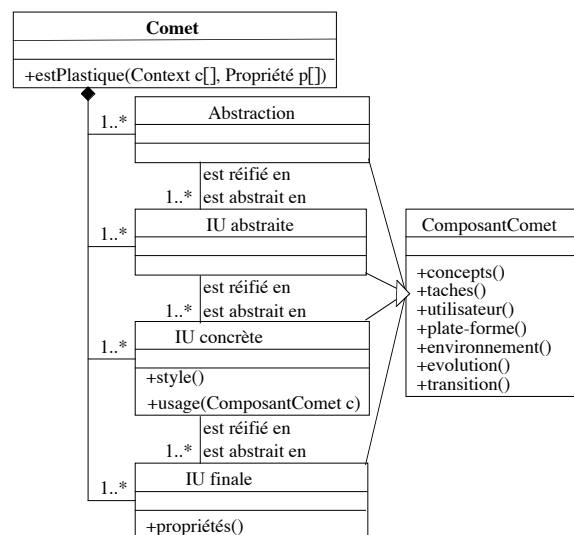 Comet
+estPlastique(Context c[], Propriété p[])
1..*
Abstraction
est réifié en
1..* est abstrait en
1..*
IU abstraite
est réifié en
1..* est abstrait en
1..*
IU concrète
+style()
+usage(ComposantComet c)
est réifié en
1..* est abstrait en
1..*
IU finale
+propriétés()
ComposantComet
+concepts()
+taches()
+utilisateur()
+plate-forme()
+environnement()
+evolution()
+transition()